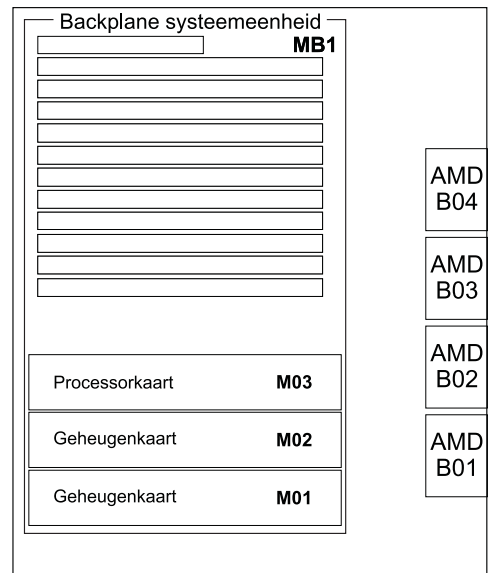 Backplane systeemeenheid
MB1
AMD
B04
AMD
B03
AMD
B02
Processorkaart M03
AMD
B01
Geheugenkaart M02
Geheugenkaart M01